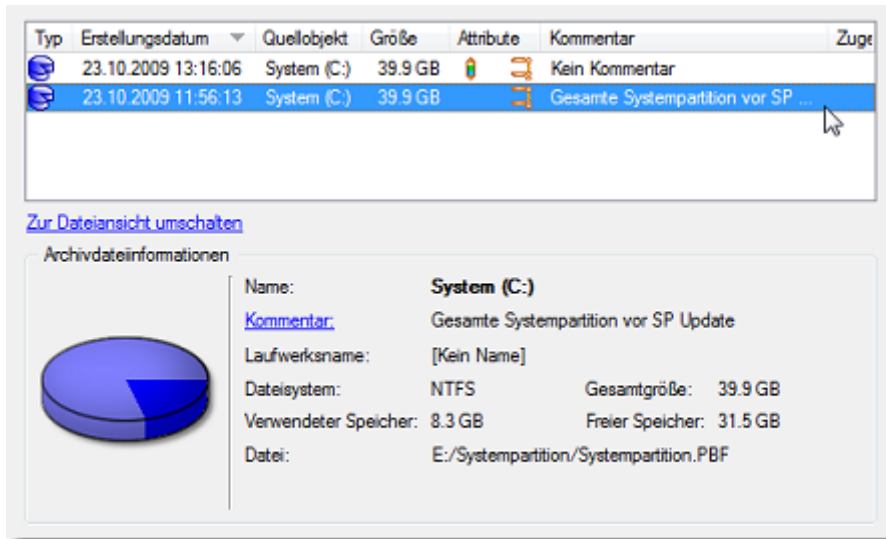 Typ Erstellungsdatum Quellobjekt Größe Attribute Kommentar Zuge
23.10.2009 13:16:06 System (C:) 39.9 GB Kein Kommentar
23.10.2009 11:56:13 System (C:) 39.9 GB Gesamte Systempartition vor SP ...
Zur Dateiansicht umschalten
Archivdateiinformationen
Name: System (C:)
Kommentar: Gesamte Systempartition vor SP Update
Laufwerksname: [Kein Name]
Dateisystem: NTFS Gesamtgröße: 39.9 GB
Verwendeter Speicher: 8.3 GB Freier Speicher: 31.5 GB
Datei: E:/Systempartition/Systempartition.PBF